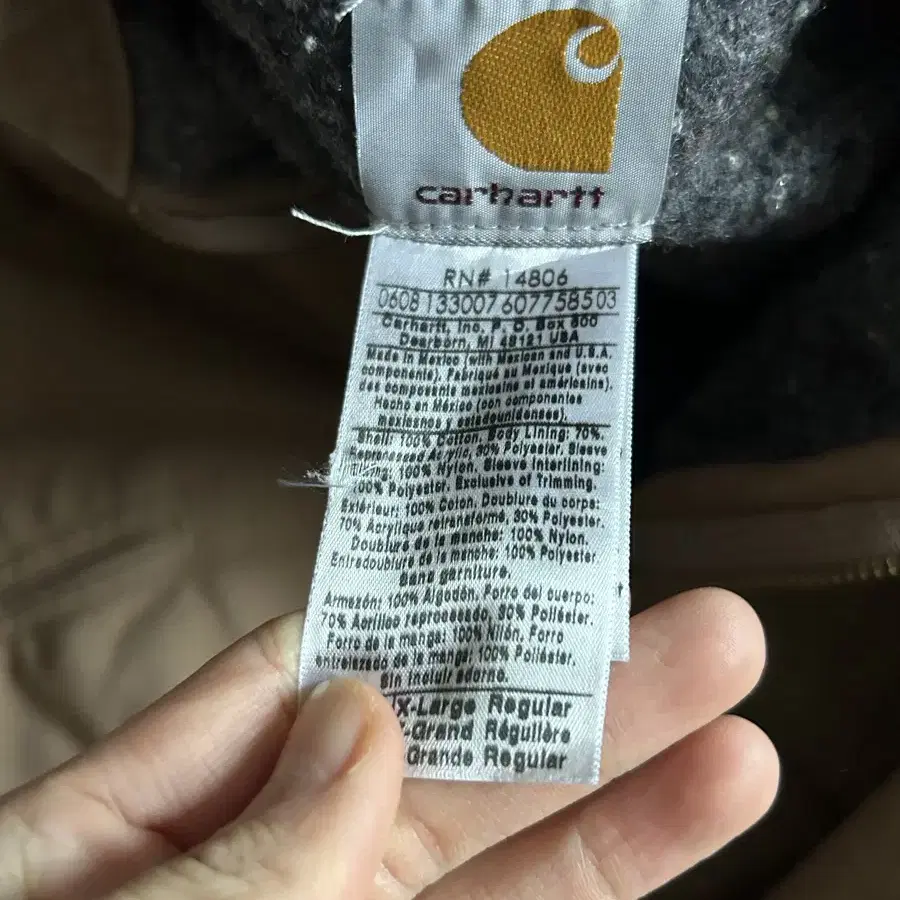 carhartt
RN# 14806
0608133007607758503
Carhartt, Inc. P. O. Box 600
Dearborn, MI 48121 USA
Made in Mexico (with Mexican and U.S.A.
components). Fabriqué au Mexique (avec
des composants mexicains et américains).
Hecho en México (con componentes
mexicanos y estadounidenses).
Shell: 100% Cotton. Body Lining: 70%
Reprocessed Acrylic, 30% Polyester. Sleeve
Lining: 100% Nylon. Sleeve Interlining:
100% Polyester. Exclusive of Trimming.
Extérieur: 100% Coton. Doublure du corps:
70% Acrylique retransformé, 30% Polyester.
Doublure de la manche: 100% Nylon.
Entredoublure de la manche: 100% Polyester
Sans garniture.
Armazón: 100% Algodón. Forro del cuerpo:
70% Acrílico reprocesado, 30% Poliéster.
Forro de la manga: 100% Nilón. Forro
entrelazado de la manga 100% Poliéster.
Sin incluir adorno.
X-Large Regular
-Grand Régulière
Grande Regular